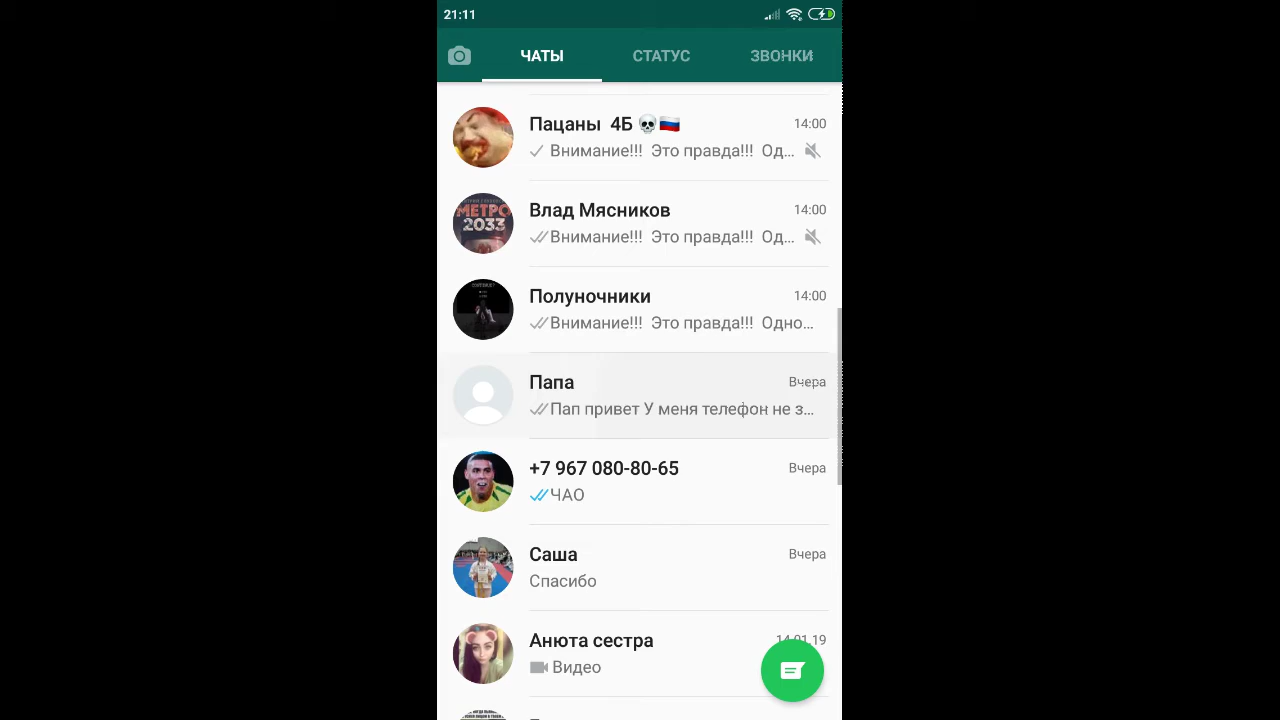 21:11
ЧАТЫ СТАТУС ЗВОНКИ
Пацаны 4Б 💀🇷🇺 14:00
Внимание!!! Это правда!!! Од...
Влад Мясников 14:00
МЕТРО
2033
Внимание!!! Это правда!!! Од...
Полуночники 14:00
Внимание!!! Это правда!!! Одно...
Папа Вчера
Пап привет У меня телефон не з...
+7 967 080-80-65 Вчера
ЧАО
Саша Вчера
Спасибо
Анюта сестра 14.01.19
Видео